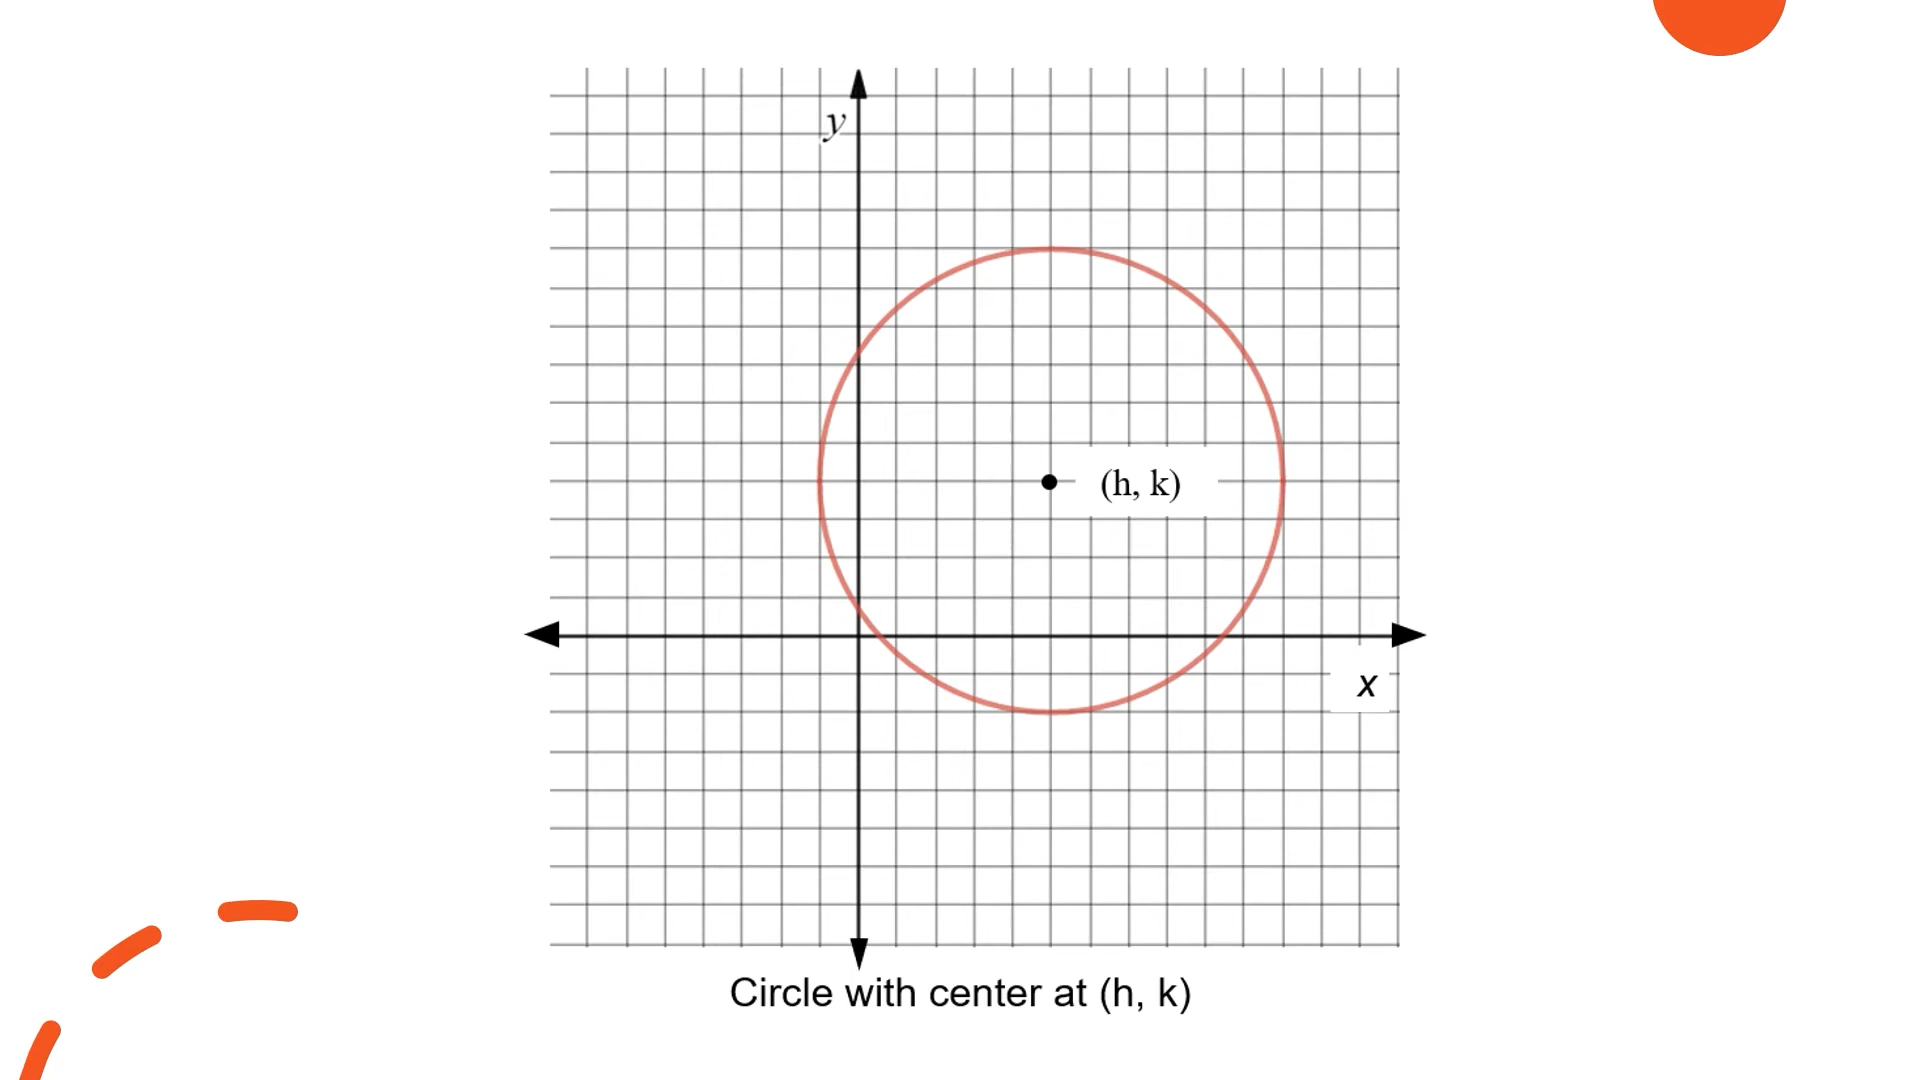 y
(h, k)
x
Circle with center at (h, k)